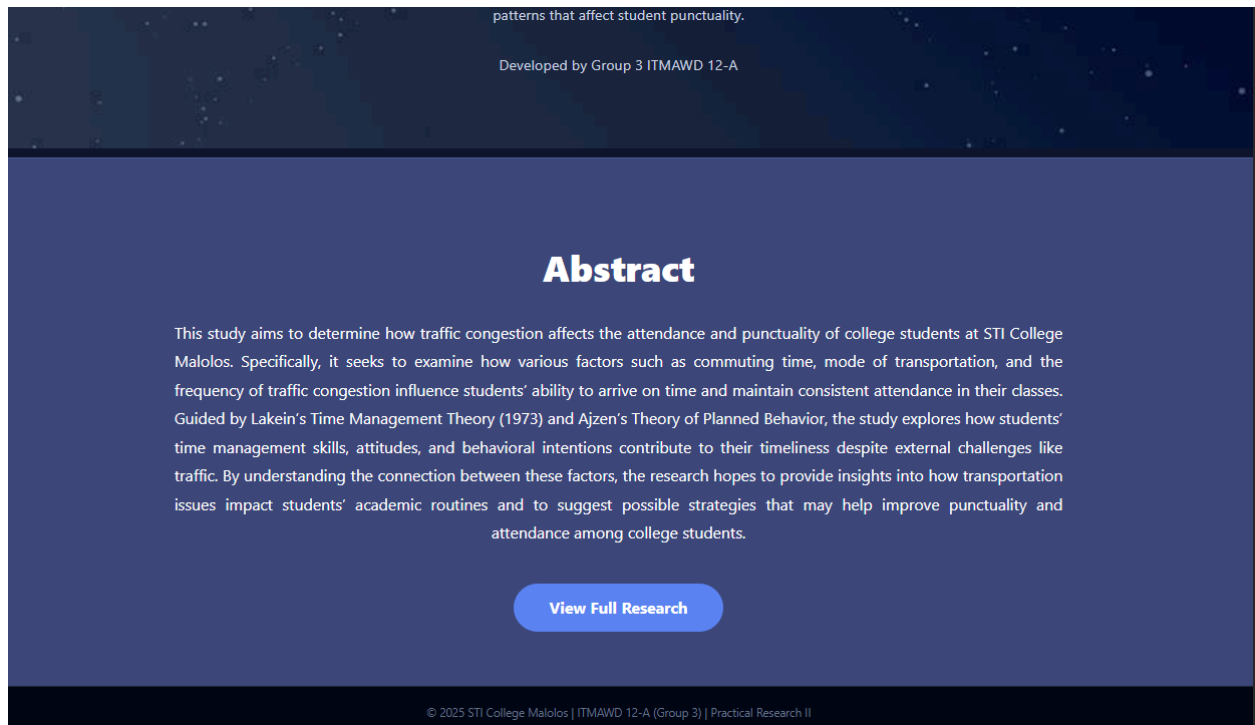 patterns that affect student punctuality.
Developed by Group 3 ITMAWD 12-A
Abstract
This study aims to determine how traffic congestion affects the attendance and punctuality of college students at STI College
Malolos. Specifically, it seeks to examine how various factors such as commuting time, mode of transportation, and the
frequency of traffic congestion influence students’ ability to arrive on time and maintain consistent attendance in their classes.
Guided by Lakein’s Time Management Theory (1973) and Ajzen’s Theory of Planned Behavior, the study explores how students’
time management skills, attitudes, and behavioral intentions contribute to their timeliness despite external challenges like
traffic. By understanding the connection between these factors, the research hopes to provide insights into how transportation
issues impact students’ academic routines and to suggest possible strategies that may help improve punctuality and
attendance among college students.
View Full Research
© 2025 STI College Malolos | ITMAWD 12-A (Group 3) | Practical Research II